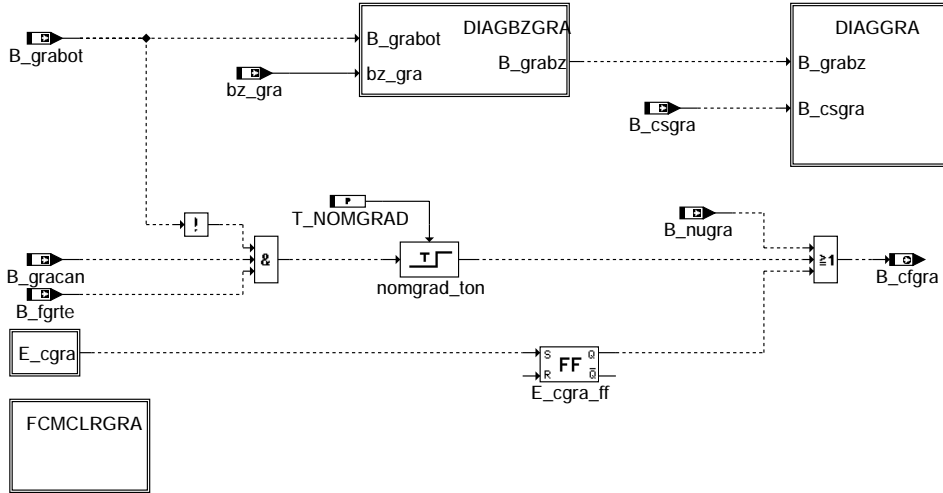 DIAGBZGRA
DIAGGRA
B_grabot
B_grabot
B_grabz
B_grabz
bz_gra
bz_gra
B_csgra
B_csgra
!
P
T_NOMGRAD
B_nugra
B_gracan
&
T
nomgrad_ton
≥1
B_cfgra
B_fgrte
E_cgra
S
FF
Q
R
Q̅
E_cgra_ff
FCMCLRGRA